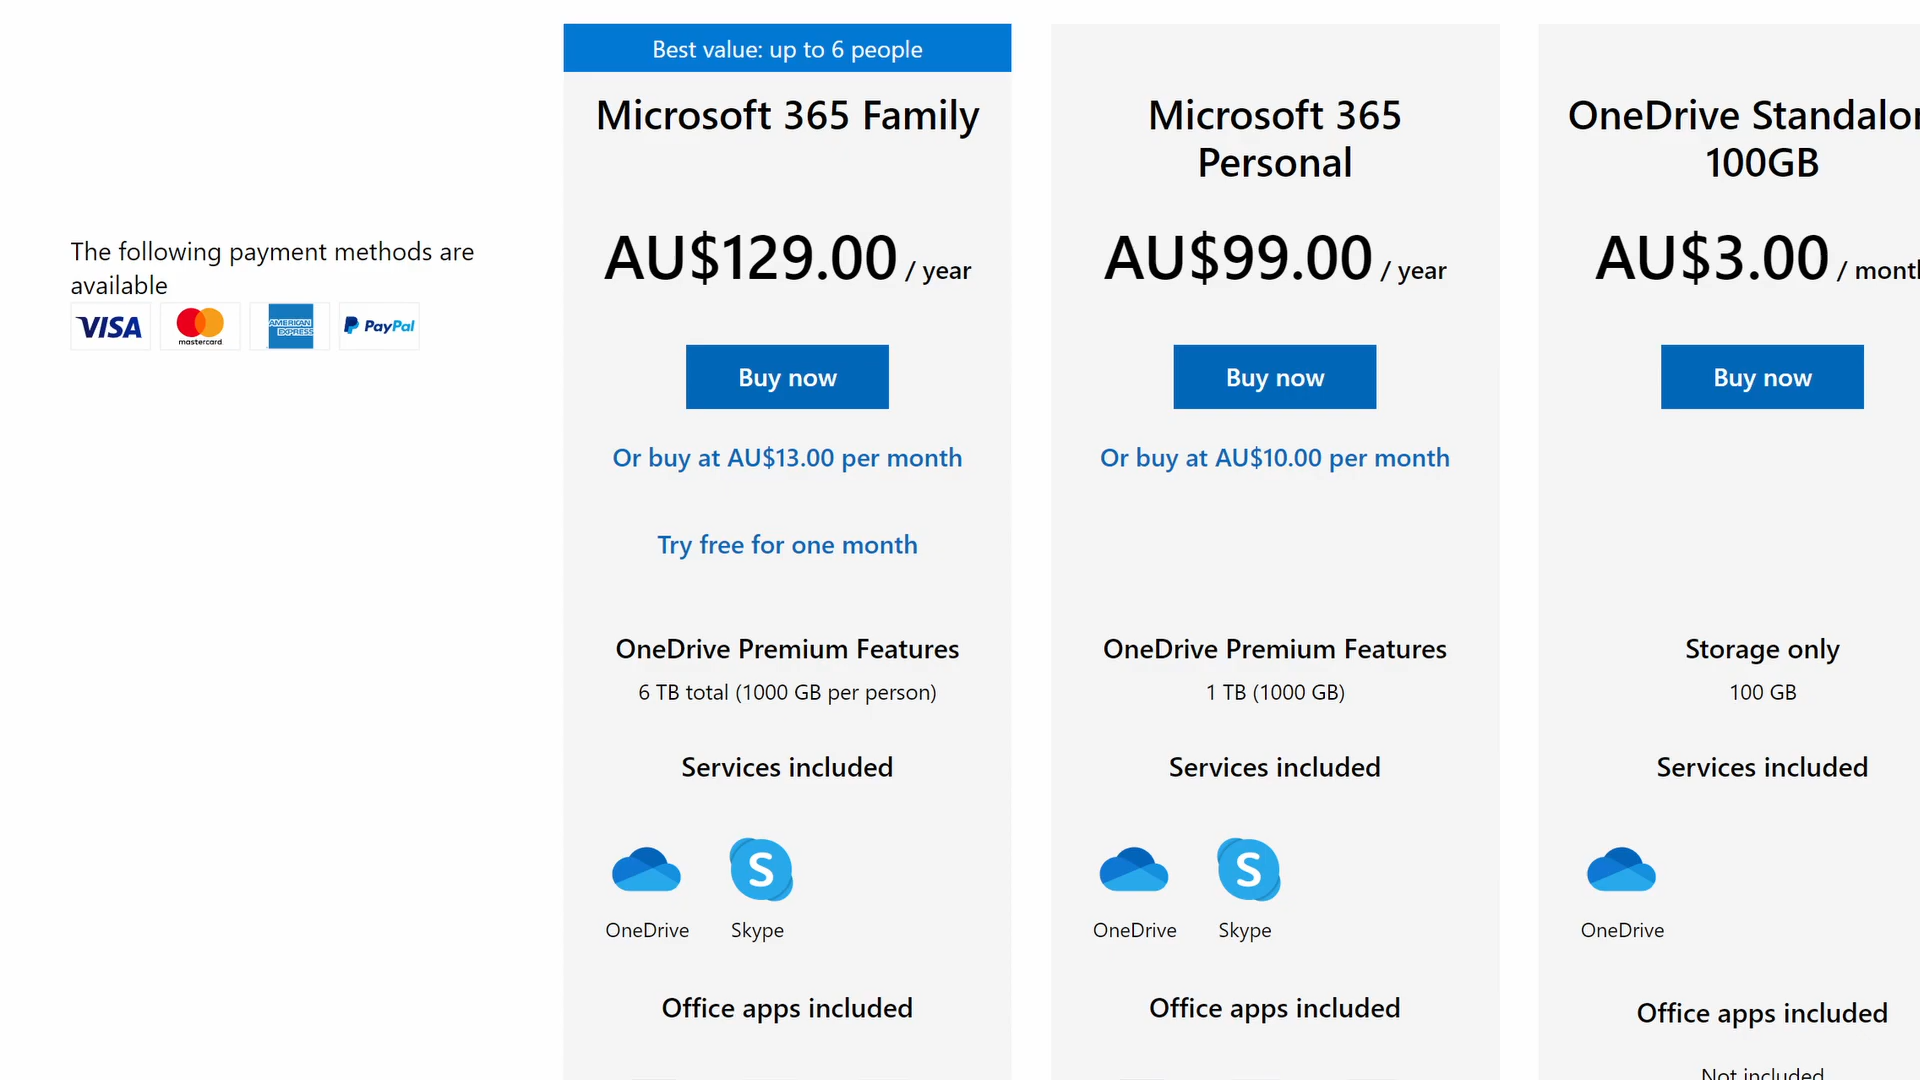 The following payment methods are
available
VISA
mastercard
AMERICAN
EXPRESS
PayPal
Best value: up to 6 people
Microsoft 365 Family
AU$129.00 / year
Buy now
Or buy at AU$13.00 per month
Try free for one month
OneDrive Premium Features
6 TB total (1000 GB per person)
Services included
S
OneDrive
Skype
Office apps included
Microsoft 365
Personal
AU$99.00 / year
Buy now
Or buy at AU$10.00 per month
OneDrive Premium Features
1 TB (1000 GB)
Services included
S
OneDrive
Skype
Office apps included
OneDrive Standalon
100GB
AU$3.00 / month
Buy now
Storage only
100 GB
Services included
OneDrive
Office apps included
Not included